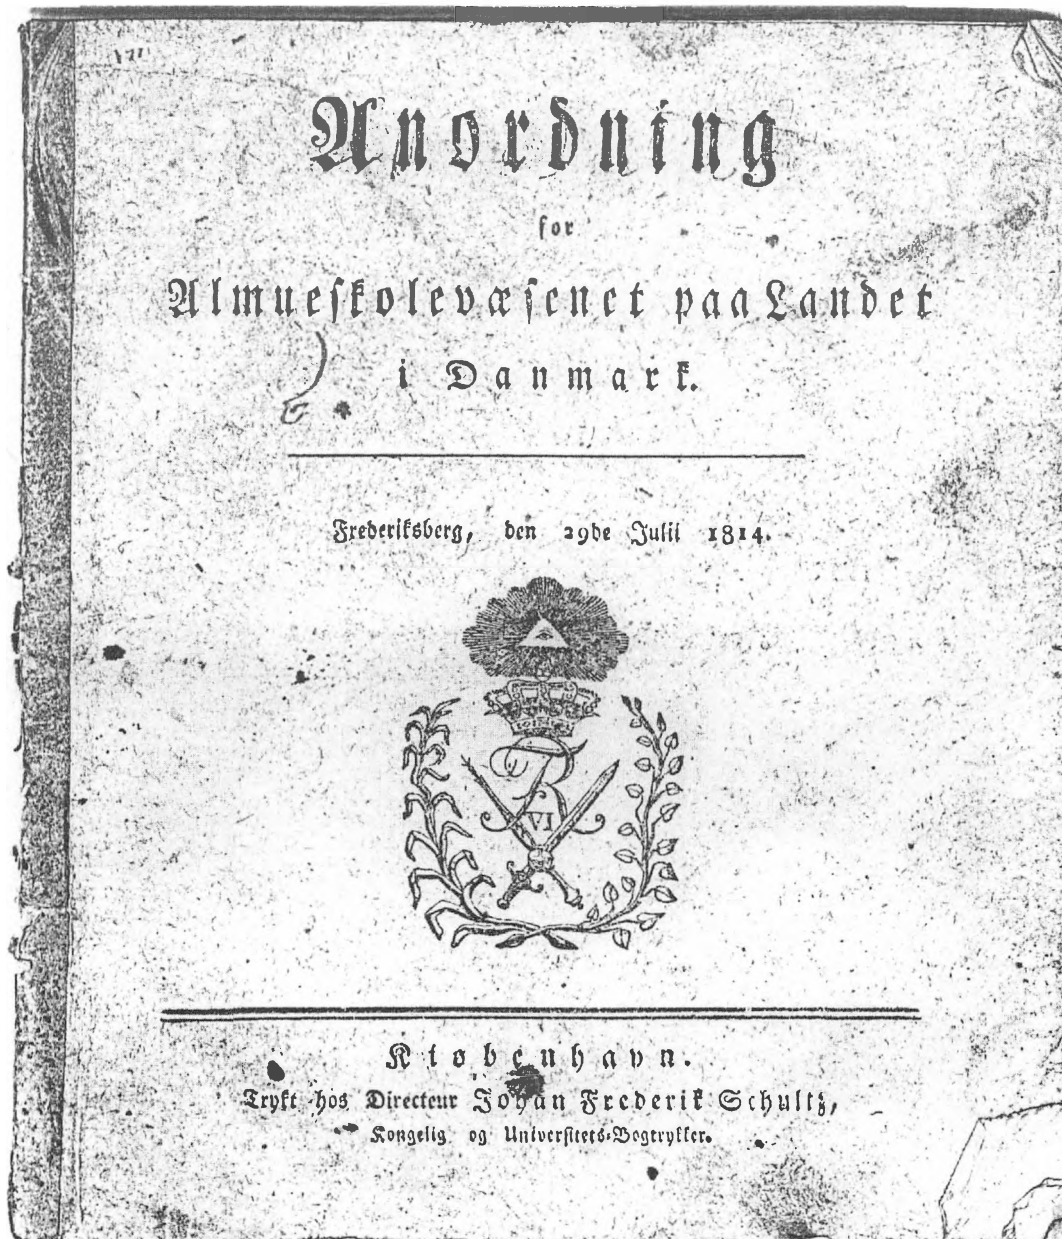 Anordning
for
Almueskolevæsenet paa Landet
i Danmark.
Frederiksberg, den 29de Julii 1814.
VI
Kiøbenhavn.
Trykt hos Directeur Johan Frederik Schultz,
Kongelig og Universitets-Bogtrykker.